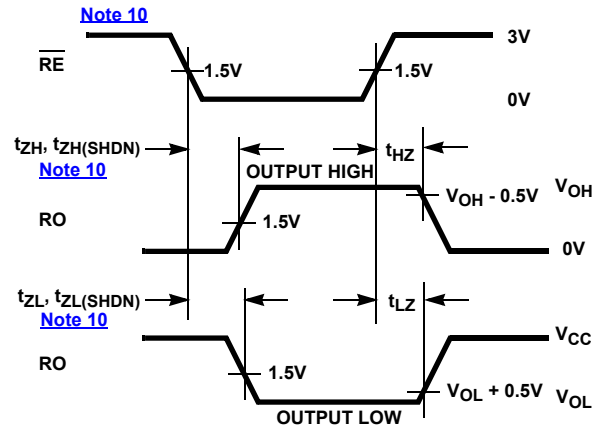 Note 10
RE
3V
1.5V
1.5V
0V
tZH, tZH(SHDN)
Note 10
tHZ
OUTPUT HIGH
VOH - 0.5V
VOH
RO
1.5V
0V
tZL, tZL(SHDN)
Note 10
tLZ
VCC
RO
1.5V
VOL + 0.5V
VOL
OUTPUT LOW